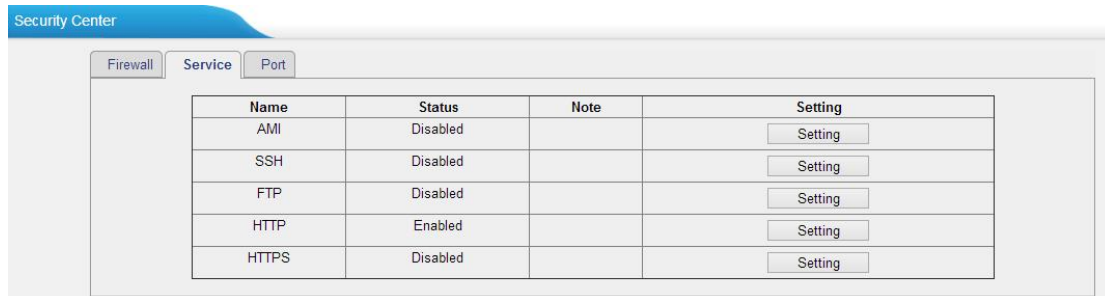 Security Center
Firewall Service Port
Name Status Note Setting
AMI Disabled Setting
SSH Disabled Setting
FTP Disabled Setting
HTTP Enabled Setting
HTTPS Disabled Setting